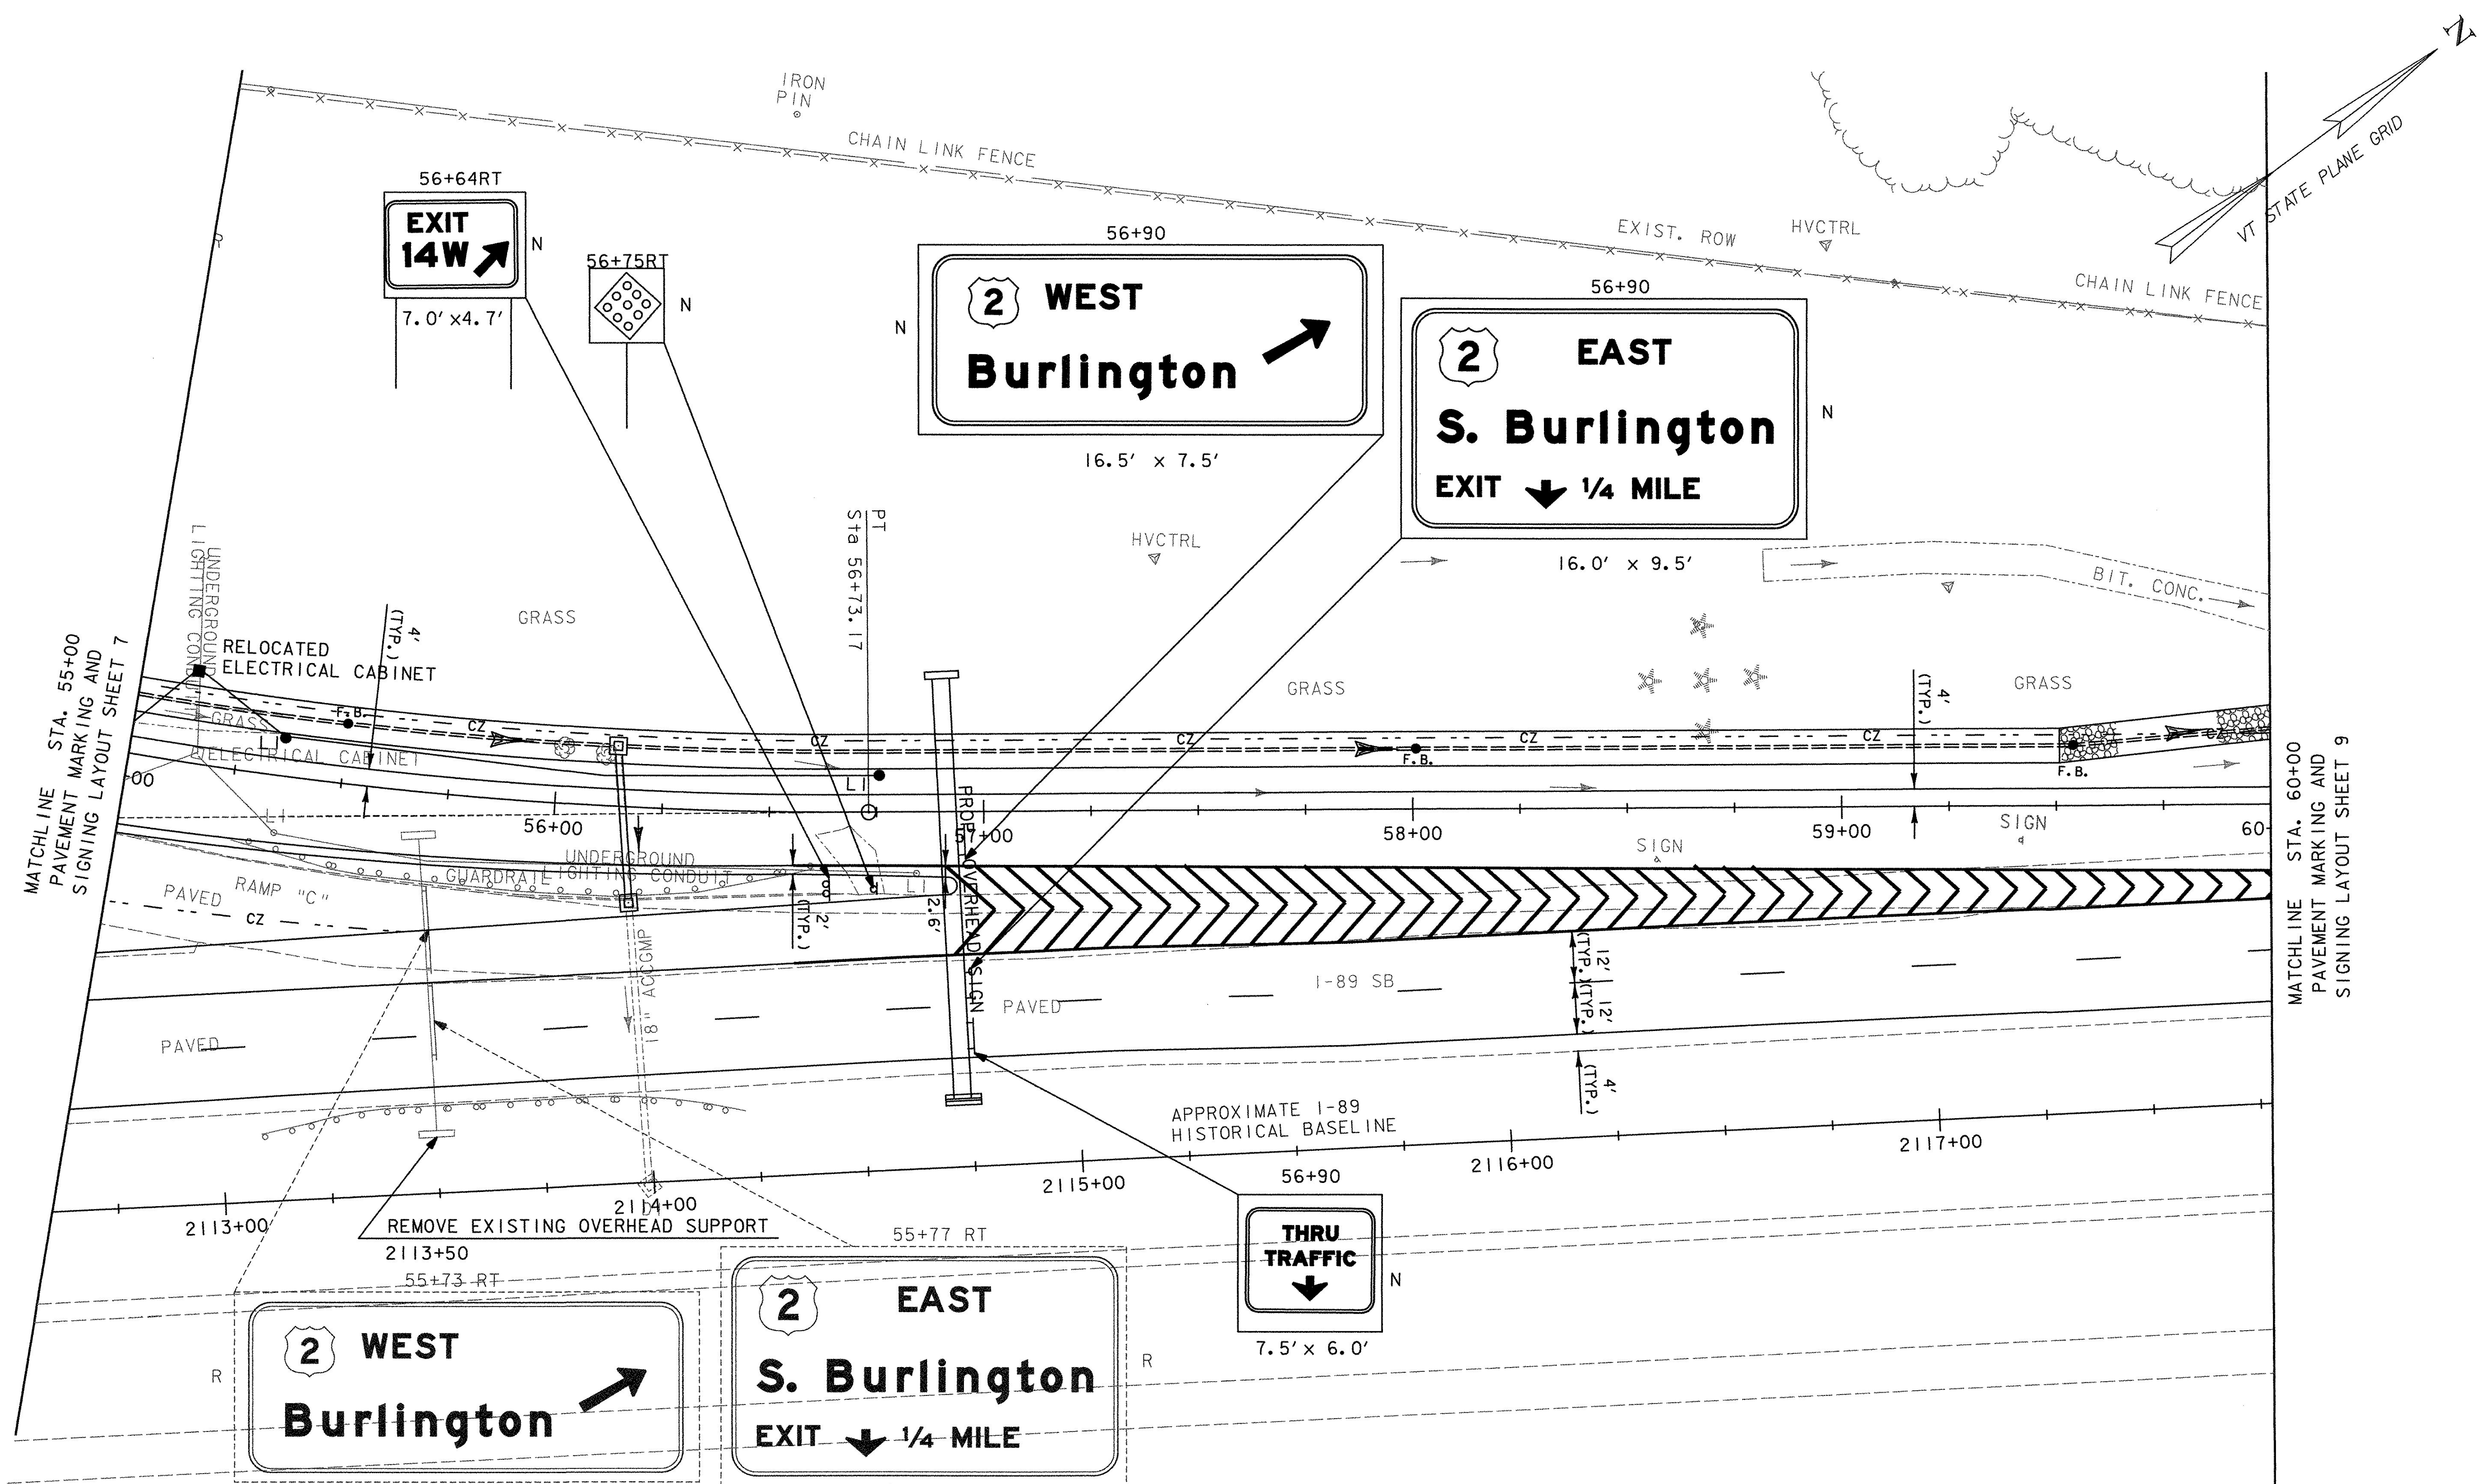 N
VT STATE PLANE GRID
IRON
PIN
CHAIN LINK FENCE
EXIST. ROW
HVCTRL
CHAIN LINK FENCE
R
56+64RT
EXIT
14W
N
7.0' x4.7'
56+75RT
N
56+90
N
2 WEST
Burlington
16.5' x 7.5'
56+90
2 EAST
S. Burlington
EXIT 1/4 MILE
N
16.0' x 9.5'
PT
Sta 56+73.17
HVCTRL
BIT. CONC.
UNDERGROUND
LIGHTING COND
GRASS
4'
(TYP.)
RELOCATED
ELECTRICAL CABINET
MATCHLINE STA. 55+00
PAVEMENT MARKING AND
SIGNING LAYOUT SHEET 7
GRASS
GRASS
4'
(TYP.)
GRASS
F.B.
CZ
CZ
CZ
CZ
CZ
CZ
F.B.
F.B.
LI
ELECTRICAL CABINET
LI
+00
LI
56+00
57+00
58+00
59+00
60+
SIGN
SIGN
UNDERGROUND
LIGHTING CONDUIT
GUARDRAIL
LI
PAVED
RAMP "C"
CZ
2'
(TYP.)
2.6'
PROP. OVERHEAD SIGN
18" ACCGMP
I-89 SB
PAVED
PAVED
12'
(TYP.)
12'
(TYP.)
4'
(TYP.)
MATCHLINE STA. 60+00
PAVEMENT MARKING AND
SIGNING LAYOUT SHEET 9
APPROXIMATE I-89
HISTORICAL BASELINE
2113+00
2114+00
2115+00
2116+00
2117+00
REMOVE EXISTING OVERHEAD SUPPORT
2113+50
55+73 RT
R
2 WEST
Burlington
55+77 RT
2 EAST
S. Burlington
EXIT 1/4 MILE
R
56+90
THRU
TRAFFIC
N
7.5' x 6.0'